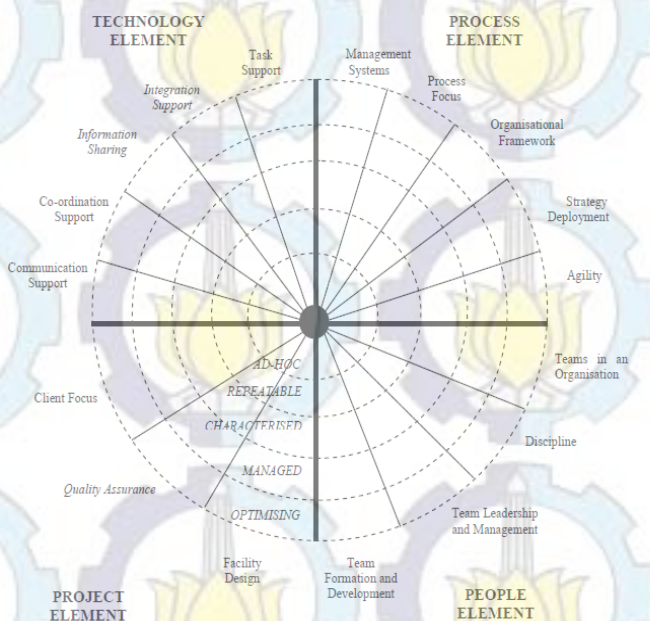 TECHNOLOGY
ELEMENT
PROCESS
ELEMENT
Task
Support
Management
Systems
Integration
Support
Process
Focus
Information
Sharing
Organisational
Framework
Co-ordination
Support
Strategy
Deployment
Communication
Support
Agility
AD-HOC
Teams in an
Organisation
REPEATABLE
Client Focus
CHARACTERISED
Discipline
MANAGED
Quality Assurance
OPTIMISING
Team Leadership
and Management
Facility
Design
Team
Formation and
Development
PROJECT
ELEMENT
PEOPLE
ELEMENT